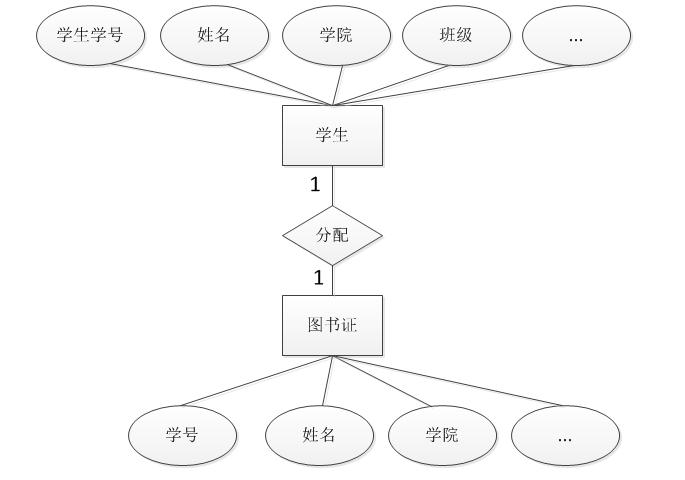 学生学号 姓名 学院 班级 ...
学生
1
分配
1
图书证
学号 姓名 学院 ...